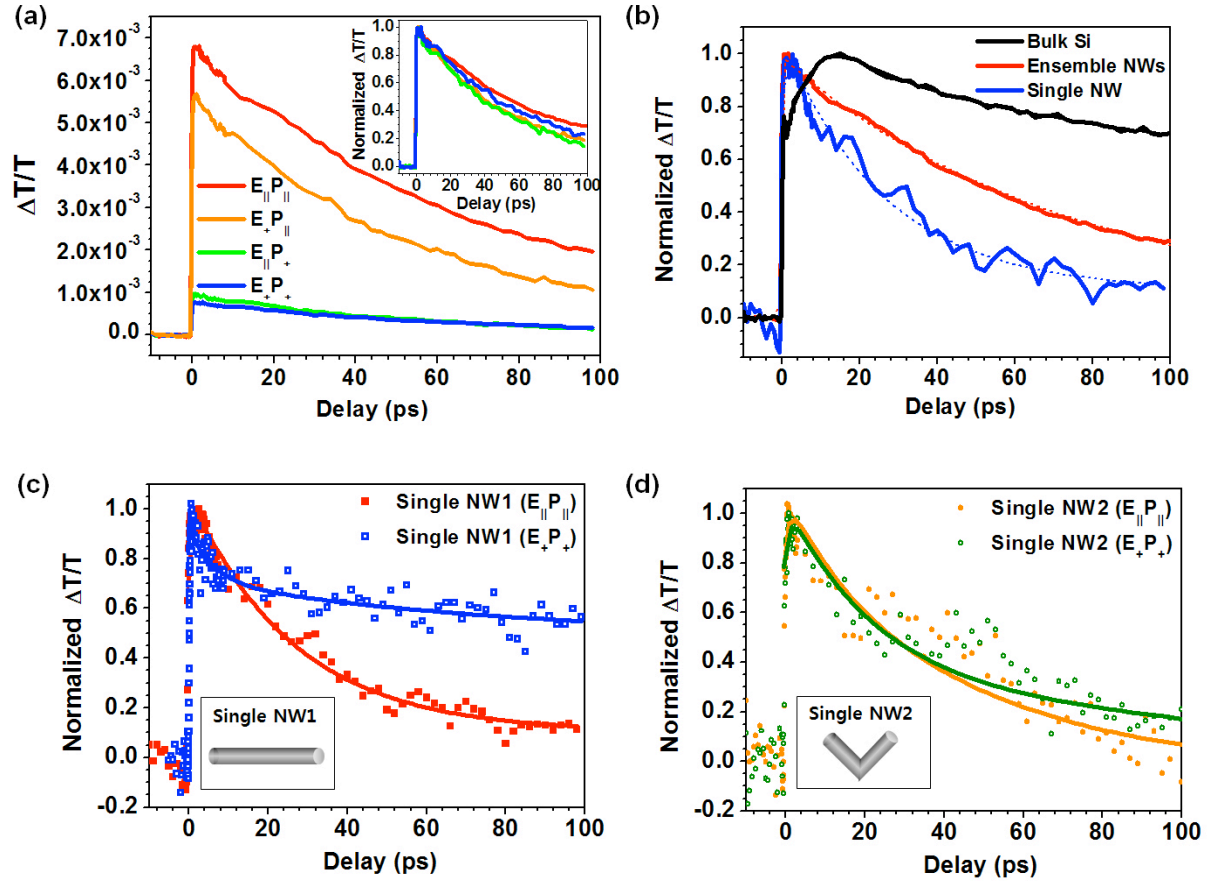 (a)
7.0x10-3
6.0x10-3
5.0x10-3
4.0x10-3
3.0x10-3
2.0x10-3
1.0x10-3
0.0
ΔT/T
0 20 40 60 80 100
Delay (ps)
E||P||
E+P||
E||P+
E+P+
Normalized ΔT/T
1.0
0.8
0.6
0.4
0.2
0.0
0 20 40 60 80 100
Delay (ps)
(b)
Normalized ΔT/T
1.0
0.8
0.6
0.4
0.2
0.0
0 20 40 60 80 100
Delay (ps)
Bulk Si
Ensemble NWs
Single NW
(c)
Normalized ΔT/T
1.0
0.8
0.6
0.4
0.2
0.0
-0.2
0 20 40 60 80 100
Delay (ps)
Single NW1 (E||P||)
Single NW1 (E+P+)
Single NW1
(d)
Normalized ΔT/T
1.0
0.8
0.6
0.4
0.2
0.0
-0.2
0 20 40 60 80 100
Delay (ps)
Single NW2 (E||P||)
Single NW2 (E+P+)
Single NW2